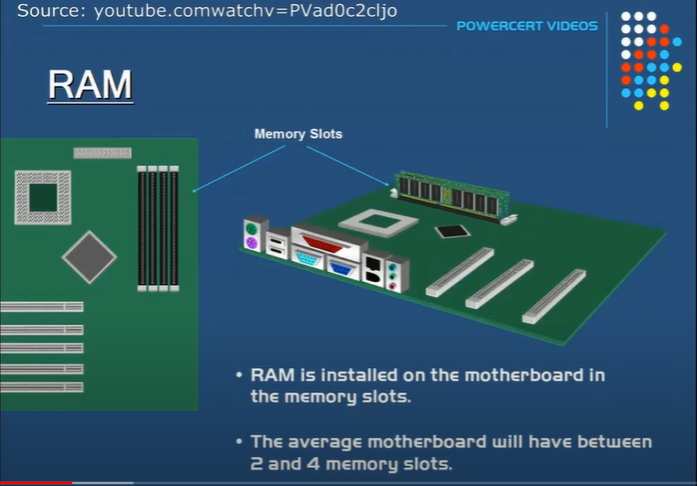 Source: youtube.comwatchv=PVad0c2cljo
POWERCERT VIDEOS
RAM
Memory Slots
• RAM is installed on the motherboard in
the memory slots.
• The average motherboard will have between
2 and 4 memory slots.